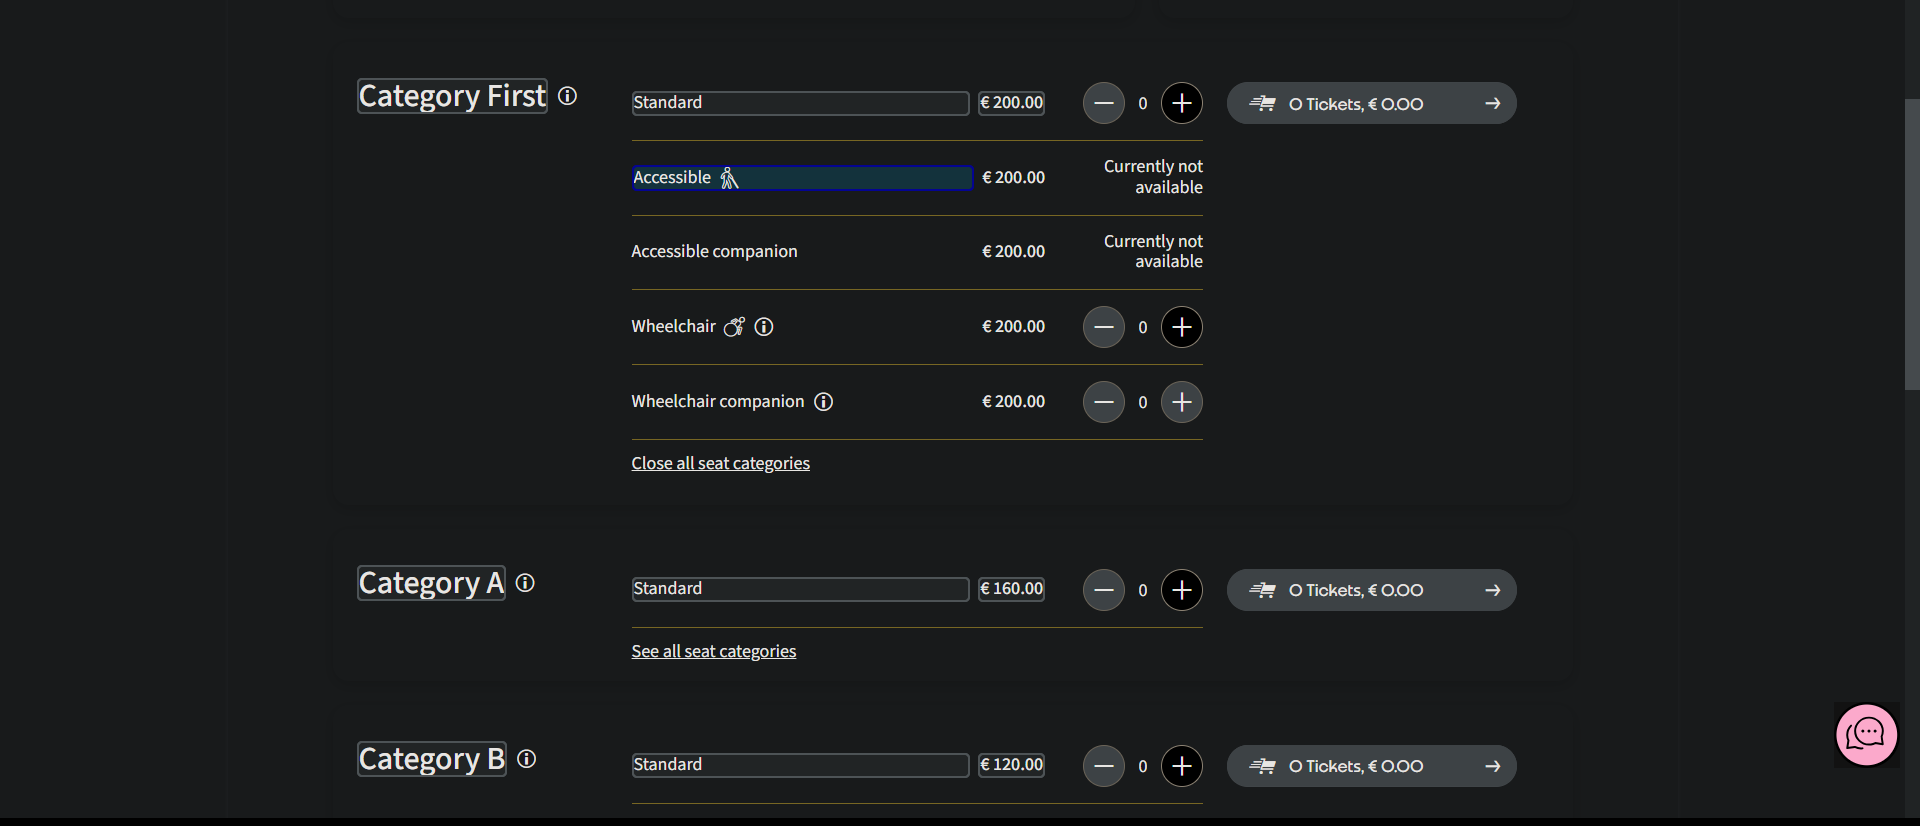 Category First
Standard € 200.00 0 0 Tickets, € 0.00
Accessible € 200.00 Currently not
available
Accessible companion € 200.00 Currently not
available
Wheelchair € 200.00 0
Wheelchair companion € 200.00 0
Close all seat categories
Category A
Standard € 160.00 0 0 Tickets, € 0.00
See all seat categories
Category B
Standard € 120.00 0 0 Tickets, € 0.00